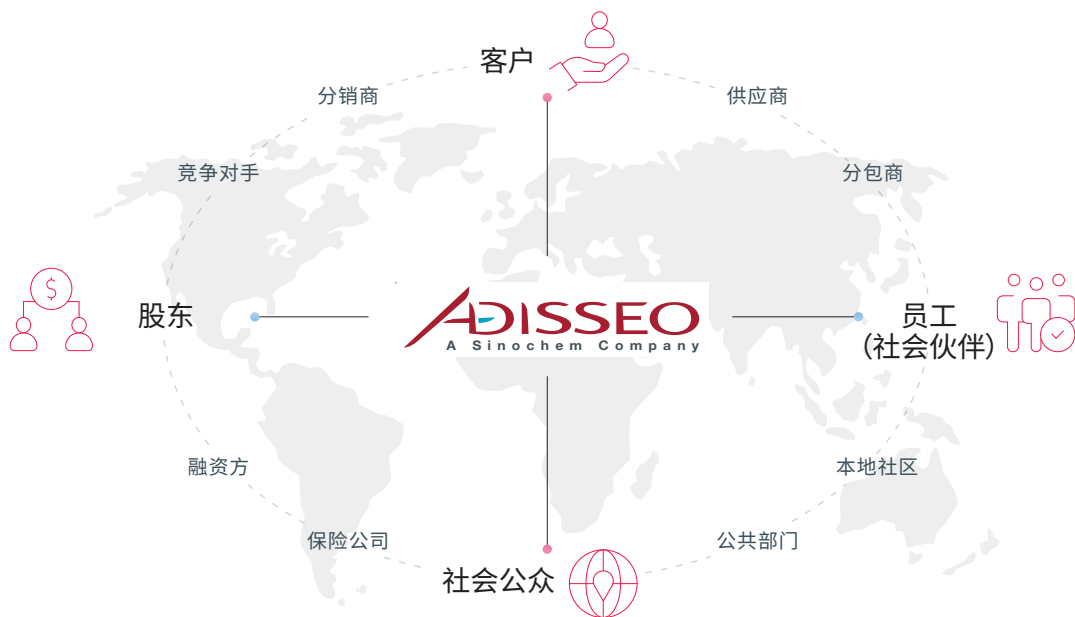 客户
分销商
供应商
竞争对手
分包商
股东
ADISSEO
A Sinochem Company
员工
（社会伙伴）
融资方
本地社区
保险公司
公共部门
社会公众
$